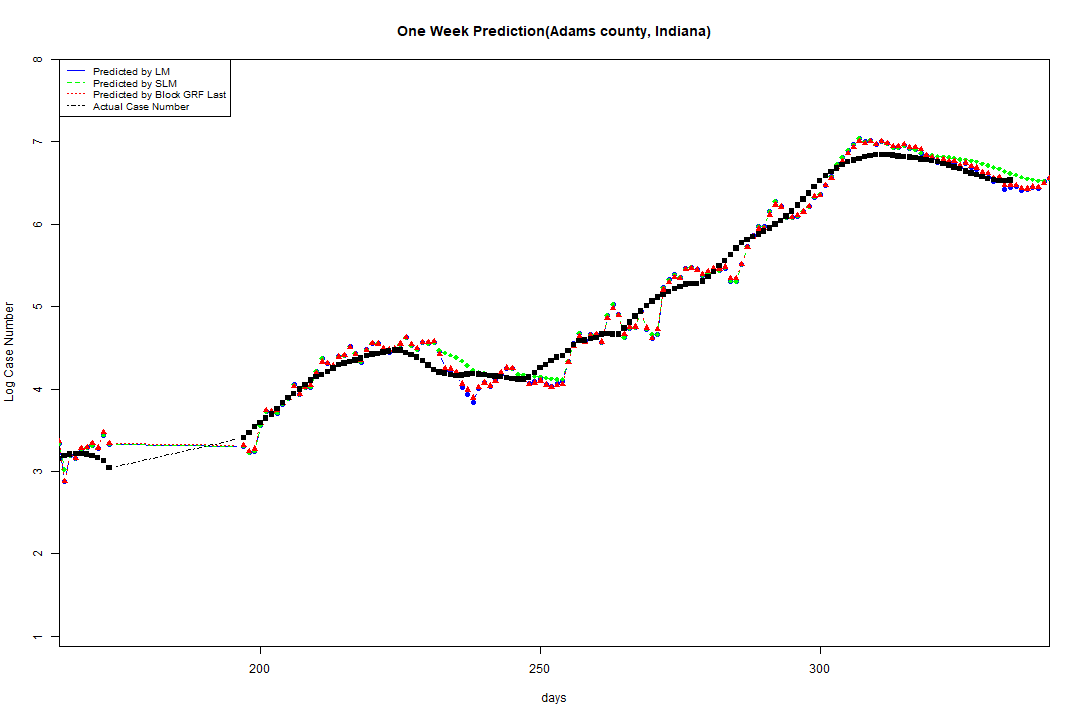 One Week Prediction(Adams county, Indiana)
Predicted by LM
Predicted by SLM
Predicted by Block GRF Last
Actual Case Number
8
7
6
5
4
3
2
1
Log Case Number
200 250 300
days